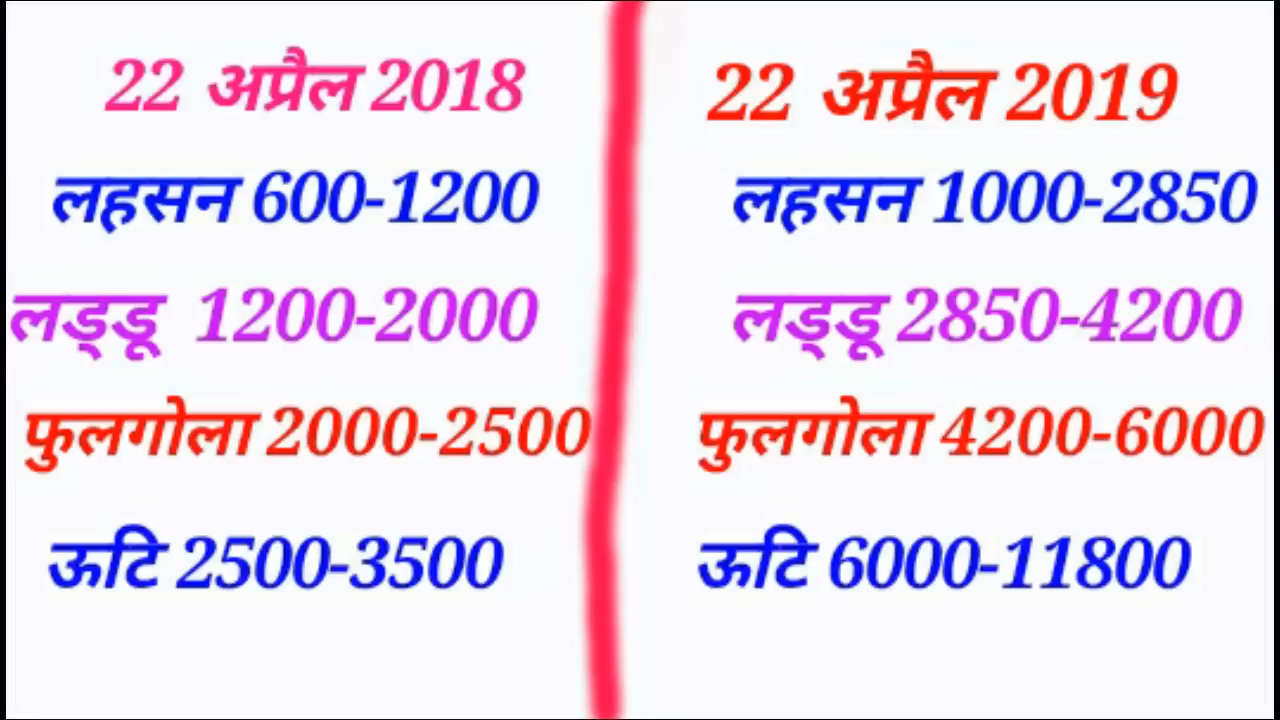 22 अप्रैल 2018
लहसन 600-1200
लड्डू 1200-2000
फुलगोला 2000-2500
ऊटि 2500-3500
22 अप्रैल 2019
लहसन 1000-2850
लड्डू 2850-4200
फुलगोला 4200-6000
ऊटि 6000-11800